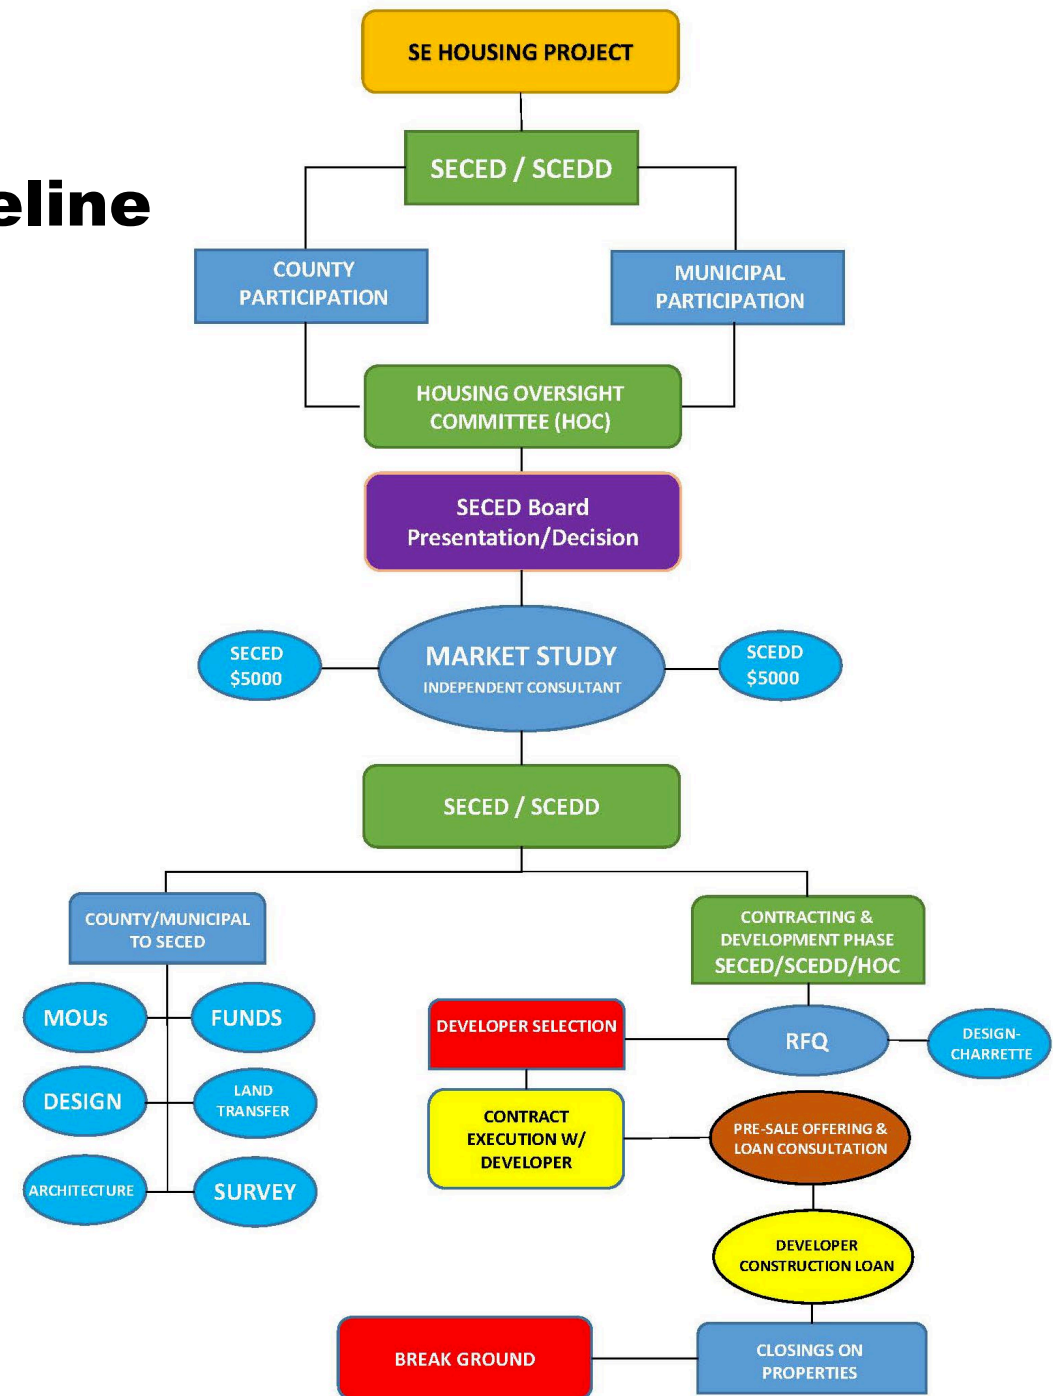 SE HOUSING PROJECT
SECED / SCEDD
eline
COUNTY
PARTICIPATION
MUNICIPAL
PARTICIPATION
HOUSING OVERSIGHT
COMMITTEE (HOC)
SECED Board
Presentation/Decision
SECED
$5000
MARKET STUDY
INDEPENDENT CONSULTANT
SCEDD
$5000
SECED / SCEDD
COUNTY/MUNICIPAL
TO SECED
MOUs
FUNDS
DESIGN
LAND
TRANSFER
ARCHITECTURE
SURVEY
CONTRACTING &
DEVELOPMENT PHASE
SECED/SCEDD/HOC
DEVELOPER SELECTION
RFQ
DESIGN-
CHARRETTE
CONTRACT
EXECUTION W/
DEVELOPER
PRE-SALE OFFERING &
LOAN CONSULTATION
DEVELOPER
CONSTRUCTION LOAN
BREAK GROUND
CLOSINGS ON
PROPERTIES